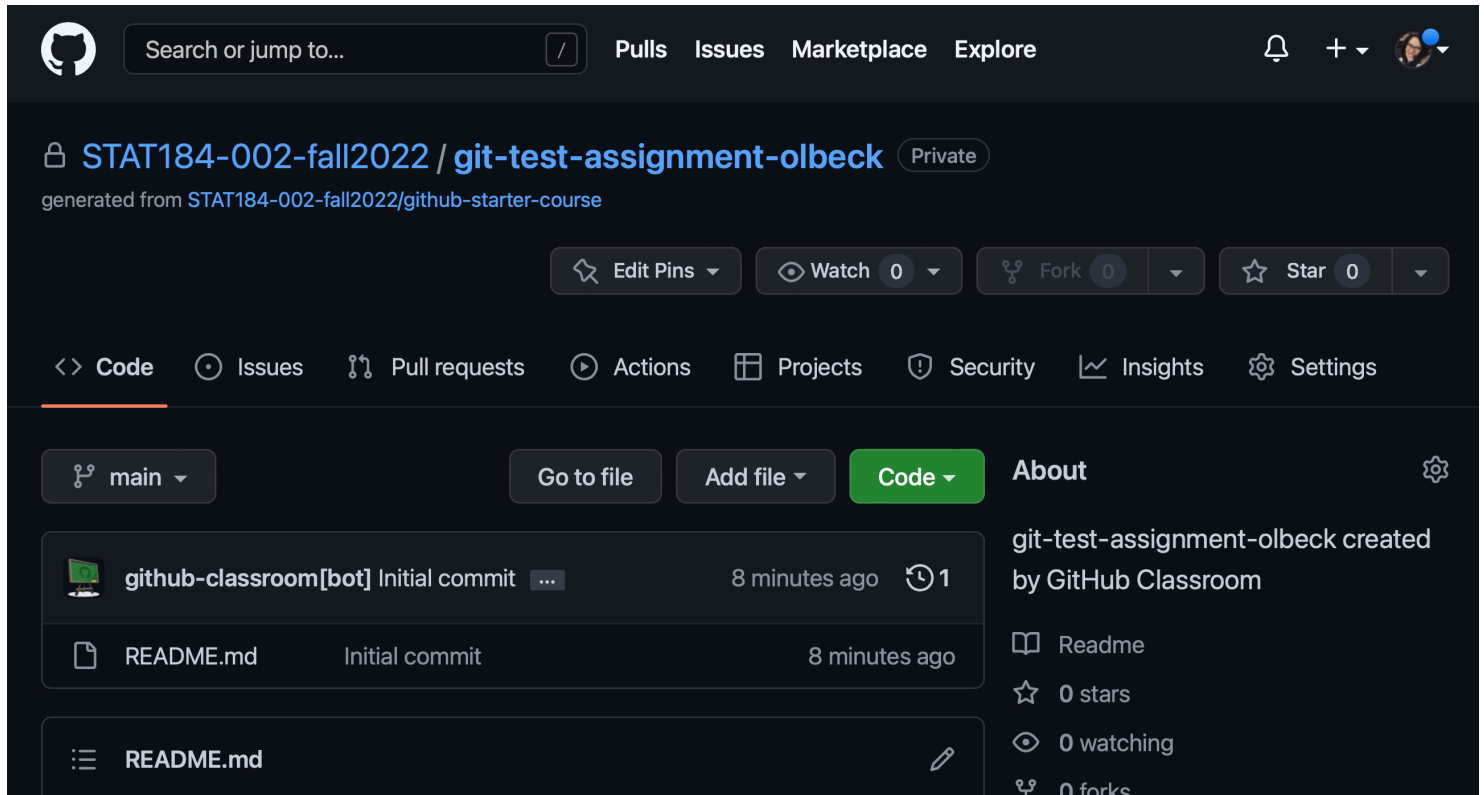 Search or jump to... / Pulls Issues Marketplace Explore
STAT184-002-fall2022 / git-test-assignment-olbeck Private
generated from STAT184-002-fall2022/github-starter-course
Edit Pins Watch 0 Fork 0 Star 0
Code Issues Pull requests Actions Projects Security Insights Settings
main Go to file Add file Code
github-classroom[bot] Initial commit ... 8 minutes ago 1
README.md Initial commit 8 minutes ago
README.md
About
git-test-assignment-olbeck created
by GitHub Classroom
Readme
0 stars
0 watching
0 forks